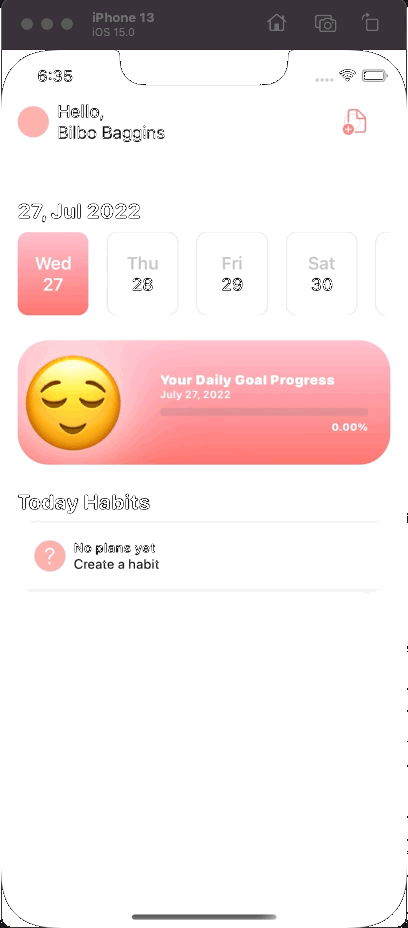 iPhone 13
iOS 15.0
6:35
Hello,
Bilbo Baggins
27, Jul 2022
Wed
27
Thu
28
Fri
29
Sat
30
Your Daily Goal Progress
July 27, 2022
0.00%
Today Habits
?
No plans yet
Create a habit